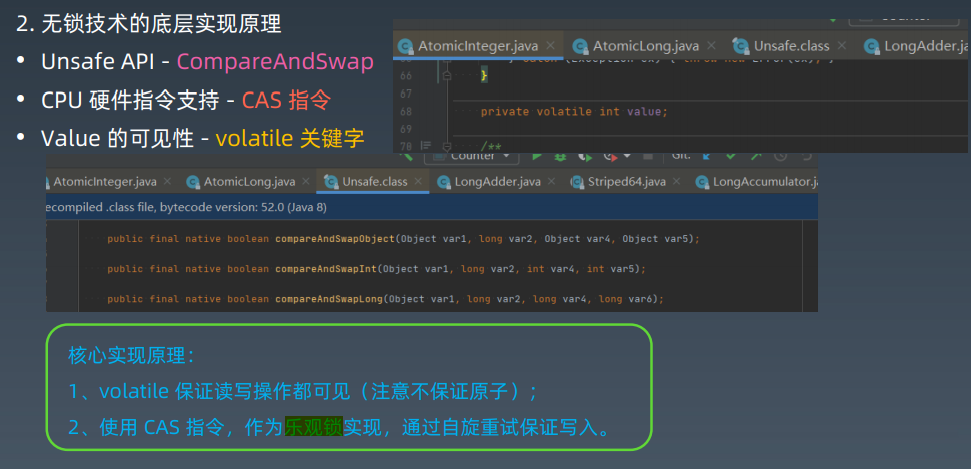 2. 无锁技术的底层实现原理
• Unsafe API - CompareAndSwap
• CPU 硬件指令支持 - CAS 指令
• Value 的可见性 - volatile 关键字
AtomicInteger.java × AtomicLong.java × Unsafe.class × LongAdder.ja
66 }
67
68 private volatile int value;
69
70 /**
Counter Git:
AtomicInteger.java × AtomicLong.java × Unsafe.class × LongAdder.java × Striped64.java × LongAccumulator.j
ecompiled .class file, bytecode version: 52.0 (Java 8)
public final native boolean compareAndSwapObject(Object var1, long var2, Object var4, Object var5);
public final native boolean compareAndSwapInt(Object var1, long var2, int var4, int var5);
public final native boolean compareAndSwapLong(Object var1, long var2, long var4, long var6);
核心实现原理：
1、volatile 保证读写操作都可见（注意不保证原子）；
2、使用 CAS 指令，作为乐观锁实现，通过自旋重试保证写入。